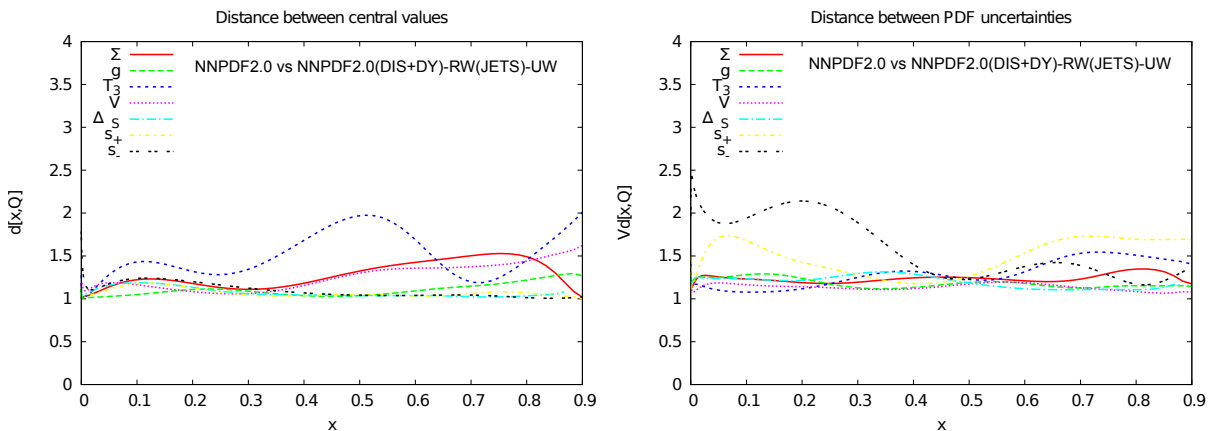 Distance between central values
4
3.5
3
2.5
2
1.5
1
0.5
0
d[x,Q]
Σ
g
T3
V
ΔS
s+
s-
NNPDF2.0 vs NNPDF2.0(DIS+DY)-RW(JETS)-UW
0 0.1 0.2 0.3 0.4 0.5 0.6 0.7 0.8 0.9
x
Distance between PDF uncertainties
4
3.5
3
2.5
2
1.5
1
0.5
0
Vd[x,Q]
Σ
g
T3
V
ΔS
s+
s-
NNPDF2.0 vs NNPDF2.0(DIS+DY)-RW(JETS)-UW
0 0.1 0.2 0.3 0.4 0.5 0.6 0.7 0.8 0.9
x